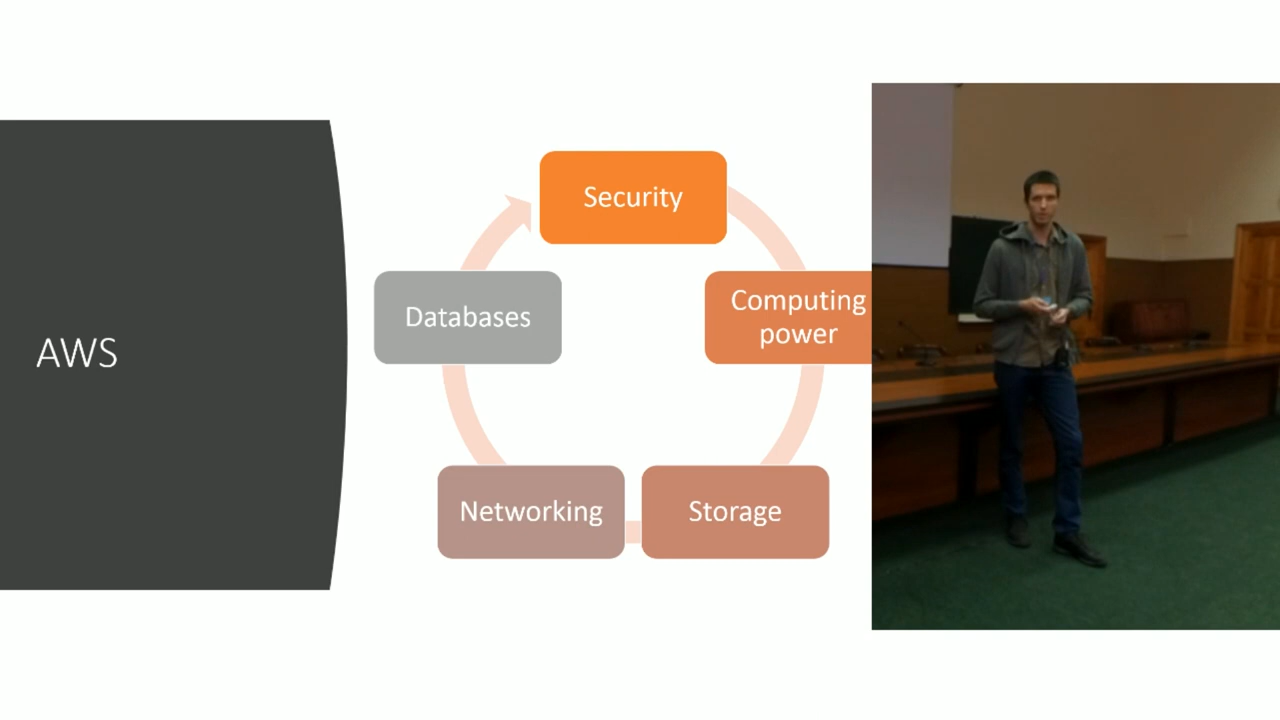 AWS
Security
Computing
power
Storage
Networking
Databases